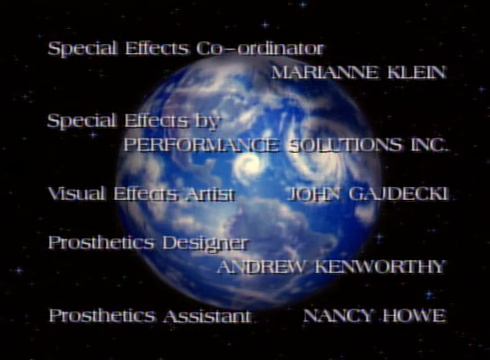 Special Effects Co-ordinator
MARIANNE KLEIN
Special Effects by
PERFORMANCE SOLUTIONS INC.
Visual Effects Artist JOHN GAJDECKI
Prosthetics Designer
ANDREW KENWORTHY
Prosthetics Assistant NANCY HOWE